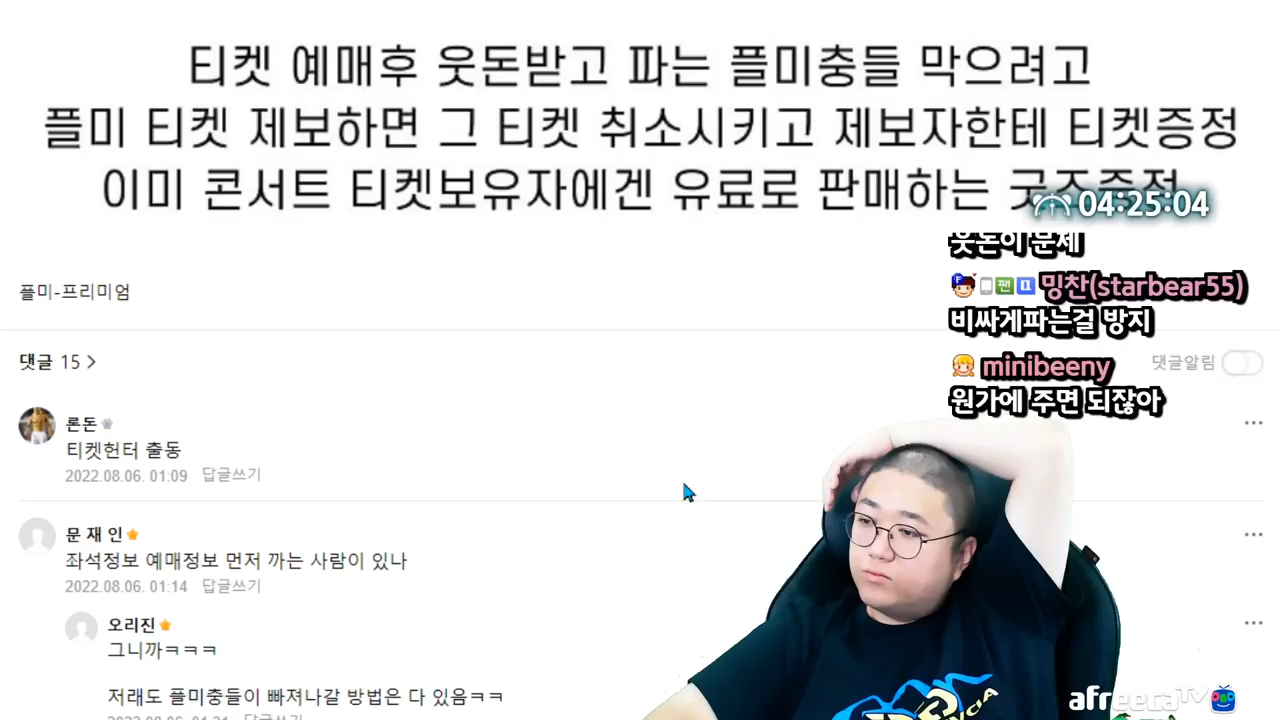 티켓 예매후 웃돈받고 파는 플미충들 막으려고
플미 티켓 제보하면 그 티켓 취소시키고 제보자한테 티켓증정
이미 콘서트 티켓보유자에겐 유료로 판매하는 굿즈증정
04:25:04
웃돈이 문제
플미-프리미엄
밍찬(starbear55)
비싸게파는걸 방지
댓글 15 >
댓글알림
minibeeny
원가에 주면 되잖아
론돈
티켓헌터 출동
2022.08.06. 01:09 답글쓰기
문 재 인
좌석정보 예매정보 먼저 까는 사람이 있나
2022.08.06. 01:14 답글쓰기
오리진
그니까ㅋㅋㅋ
저래도 플미충들이 빠져나갈 방법은 다 있음ㅋㅋ
afreecaTV